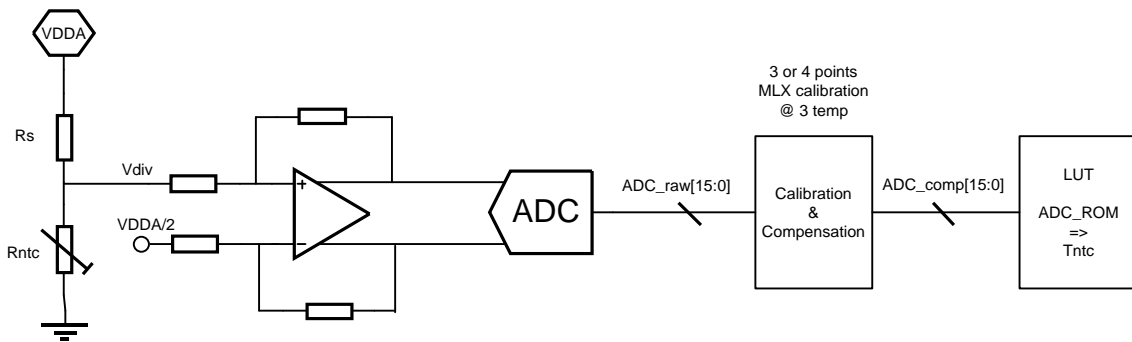 VDDA
Rs
Vdiv
VDDA/2
Rntc
+
−
ADC
ADC_raw[15:0]
3 or 4 points
MLX calibration
@ 3 temp
Calibration
&
Compensation
ADC_comp[15:0]
LUT
ADC_ROM
=>
Tntc